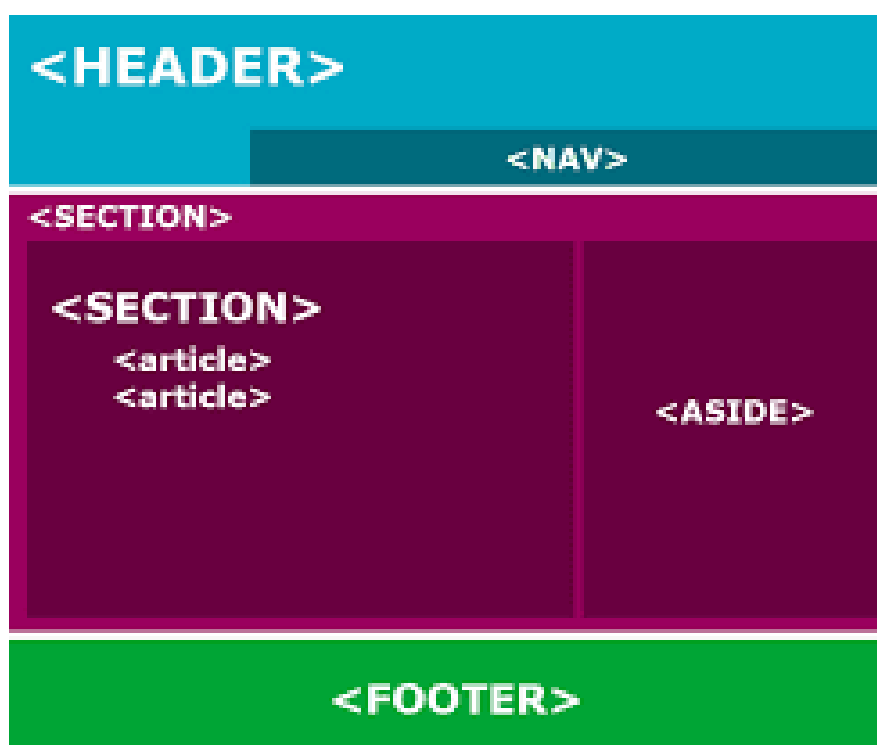 <HEADER>
<NAV>
<SECTION>
<SECTION>
<article>
<article>
<ASIDE>
<FOOTER>